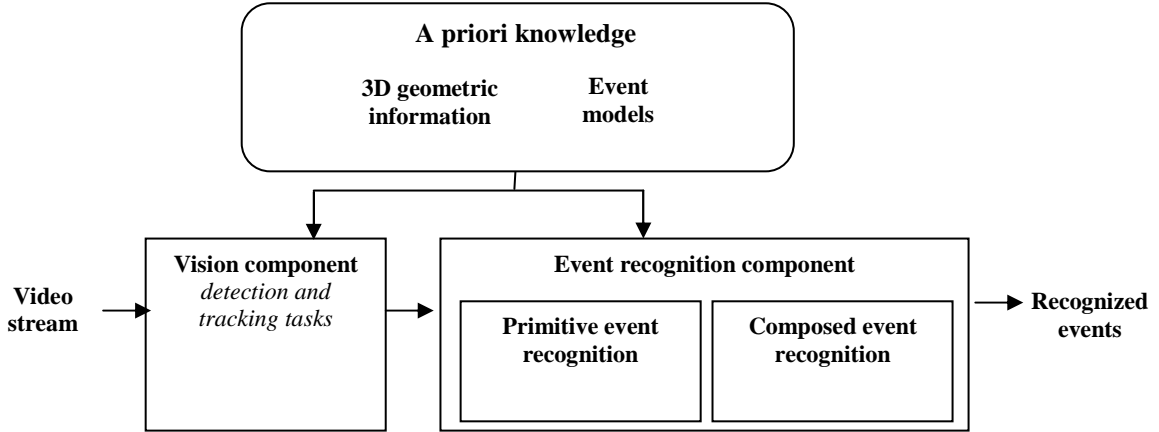 A priori knowledge
3D geometric
information
Event
models
Video
stream
Vision component
detection and
tracking tasks
Event recognition component
Primitive event
recognition
Composed event
recognition
Recognized
events